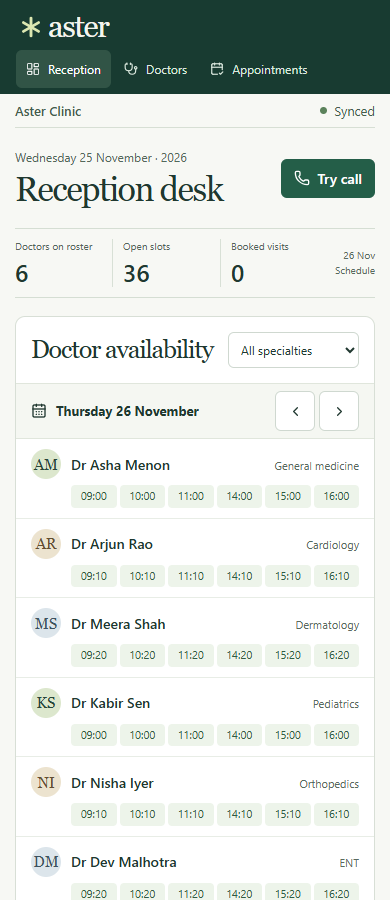 aster
Reception
Doctors
Appointments
Aster Clinic
Synced
Wednesday 25 November · 2026
Reception desk
Try call
Doctors on roster
6
Open slots
36
Booked visits
0
26 Nov
Schedule
Doctor availability
All specialties
Thursday 26 November
AM Dr Asha Menon General medicine
09:00 10:00 11:00 14:00 15:00 16:00
AR Dr Arjun Rao Cardiology
09:10 10:10 11:10 14:10 15:10 16:10
MS Dr Meera Shah Dermatology
09:20 10:20 11:20 14:20 15:20 16:20
KS Dr Kabir Sen Pediatrics
09:00 10:00 11:00 14:00 15:00 16:00
NI Dr Nisha Iyer Orthopedics
09:10 10:10 11:10 14:10 15:10 16:10
DM Dr Dev Malhotra ENT
09:20 10:20 11:20 14:20 15:20 16:20